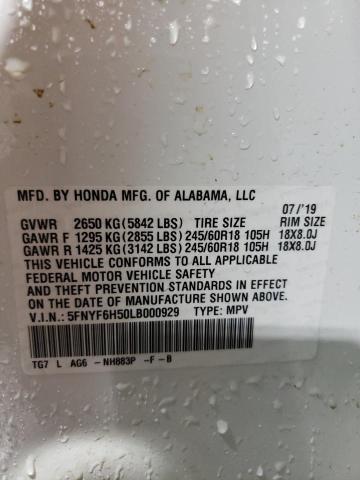 MFD. BY HONDA MFG. OF ALABAMA, LLC
07/'19
GVWR 2650 KG (5842 LBS) TIRE SIZE RIM SIZE
GAWR F 1295 KG (2855 LBS) 245/60R18 105H 18X8.0J
GAWR R 1425 KG (3142 LBS) 245/60R18 105H 18X8.0J
THIS VEHICLE CONFORMS TO ALL APPLICABLE
FEDERAL MOTOR VEHICLE SAFETY
AND THEFT PREVENTION STANDARDS IN EFFECT
ON THE DATE OF MANUFACTURE SHOWN ABOVE.
V.I.N.: 5FNYF6H50LB000929 TYPE: MPV
TG7 L AG6 -NH883P -F -B